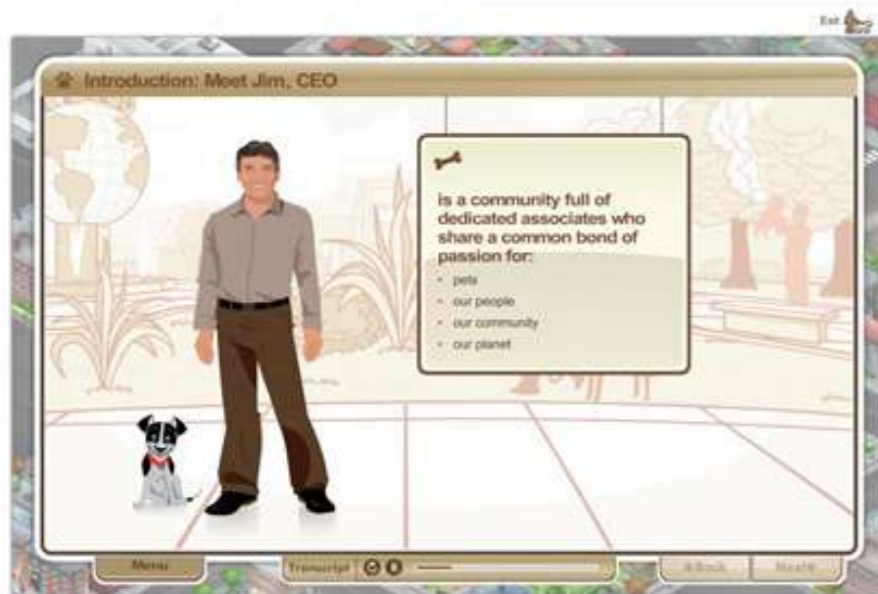 Exit
Introduction: Meet Jim, CEO
is a community full of
dedicated associates who
share a common bond of
passion for:
• pets
• our people
• our community
• our planet
Menu
Transcript
Back
Next